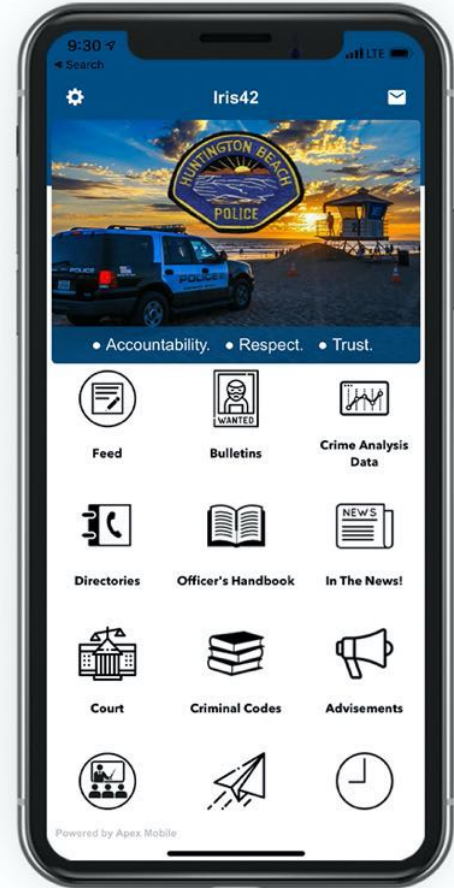 9:30
LTE
◄ Search
Iris42
HUNTINGTON BEACH
POLICE
POLICE
POLICE
• Accountability. • Respect. • Trust.
WANTED
Feed
Bulletins
Crime Analysis
Data
NEWS
Directories
Officer's Handbook
In The News!
Court
Criminal Codes
Advisements
Powered by Apex Mobile